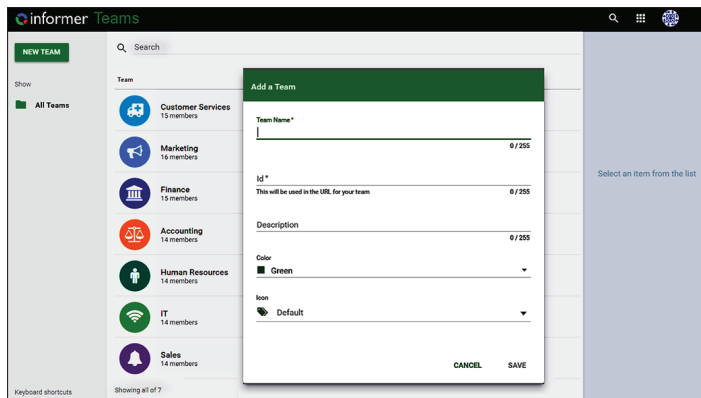 informer Teams
NEW TEAM
Show
All Teams
Keyboard shortcuts
Search
Team
Customer Services
15 members
Marketing
16 members
Finance
15 members
Accounting
14 members
Human Resources
14 members
IT
14 members
Sales
14 members
Showing all of 7
Add a Team
Team Name*
0 / 255
Id*
This will be used in the URL for your team 0 / 255
Description
0 / 255
Color
Green
Icon
Default
CANCEL SAVE
Select an item from the list